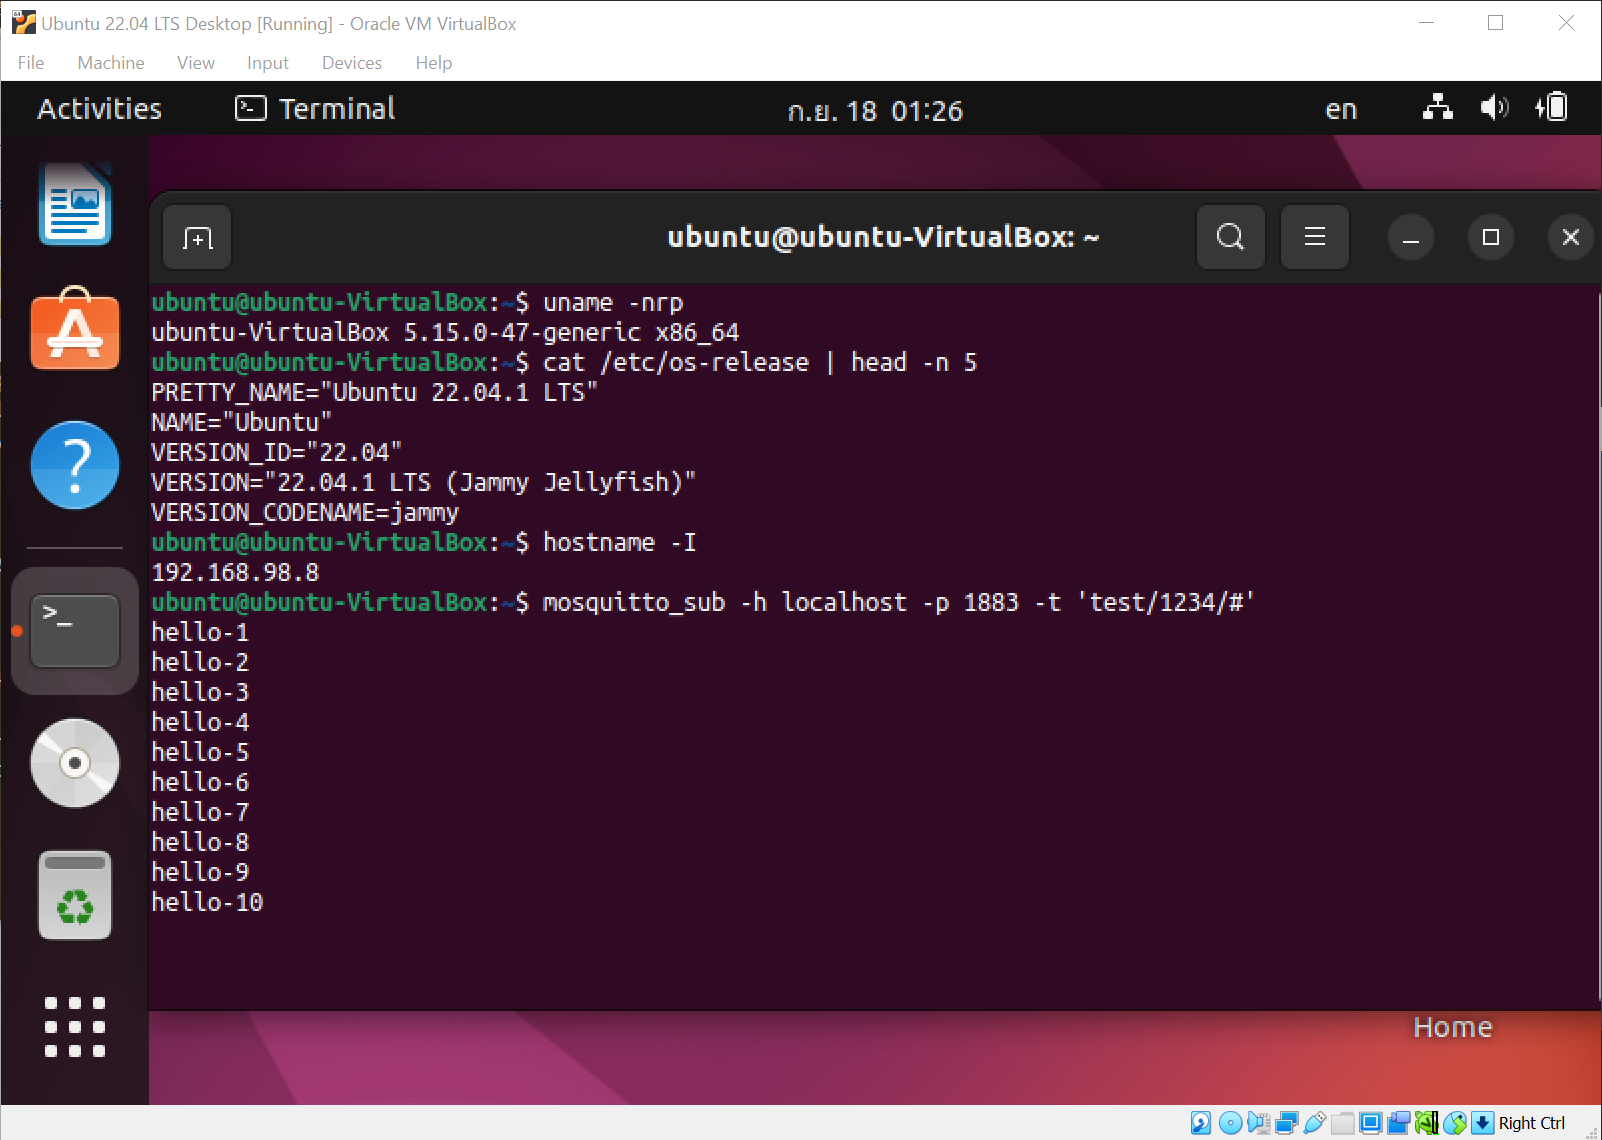 Ubuntu 22.04 LTS Desktop [Running] - Oracle VM VirtualBox
File Machine View Input Devices Help
Activities Terminal ก.ย. 18 01:26 en
ubuntu@ubuntu-VirtualBox: ~
ubuntu@ubuntu-VirtualBox:~$ uname -nrp
ubuntu-VirtualBox 5.15.0-47-generic x86_64
ubuntu@ubuntu-VirtualBox:~$ cat /etc/os-release | head -n 5
PRETTY_NAME="Ubuntu 22.04.1 LTS"
NAME="Ubuntu"
VERSION_ID="22.04"
VERSION="22.04.1 LTS (Jammy Jellyfish)"
VERSION_CODENAME=jammy
ubuntu@ubuntu-VirtualBox:~$ hostname -I
192.168.98.8
ubuntu@ubuntu-VirtualBox:~$ mosquitto_sub -h localhost -p 1883 -t 'test/1234/#'
hello-1
hello-2
hello-3
hello-4
hello-5
hello-6
hello-7
hello-8
hello-9
hello-10
Home
Right Ctrl